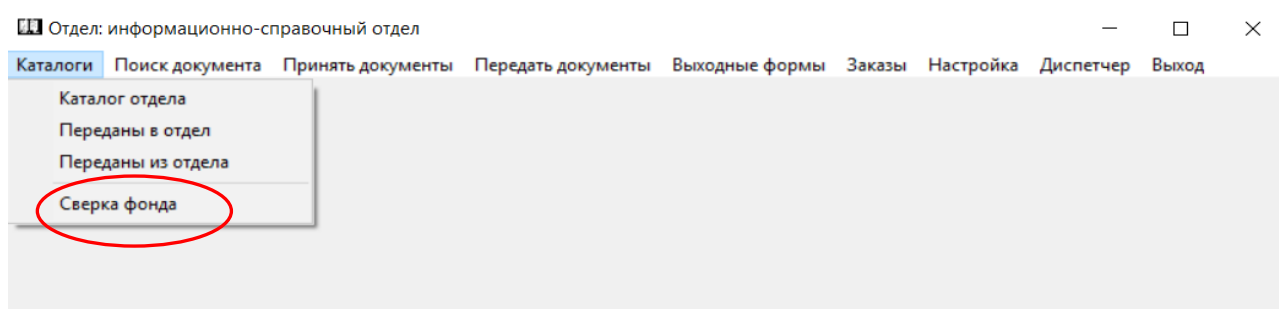 Отдел: информационно-справочный отдел
Каталоги Поиск документа Принять документы Передать документы Выходные формы Заказы Настройка Диспетчер Выход
Каталог отдела
Переданы в отдел
Переданы из отдела
Сверка фонда